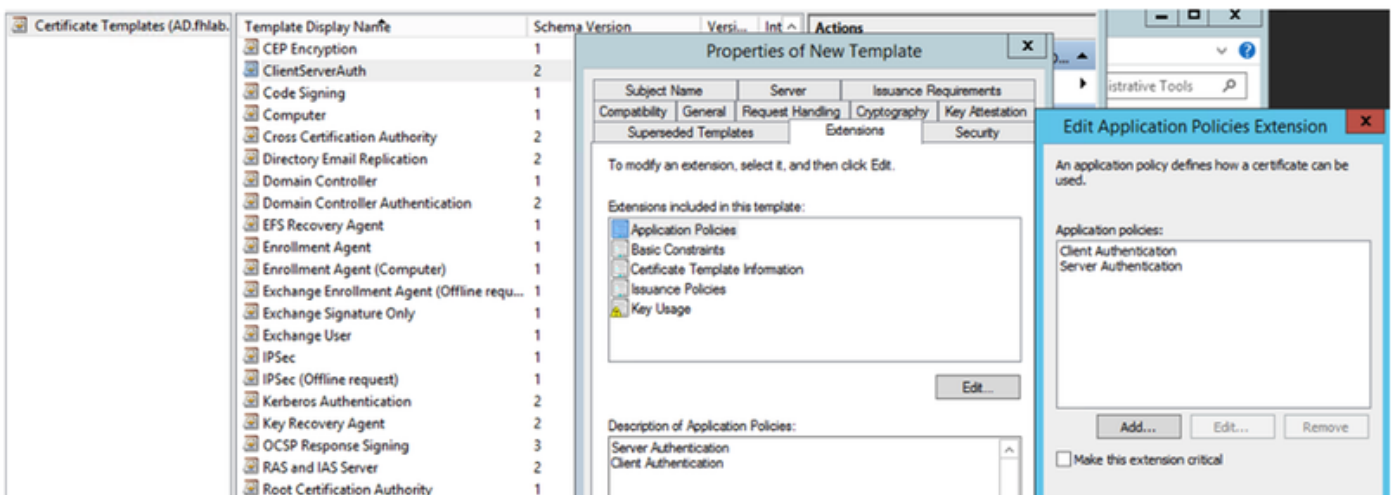 Certificate Templates (AD.fhlab.
Template Display Name Schema Version Versi... Int
CEP Encryption 1
ClientServerAuth 2
Code Signing 1
Computer 1
Cross Certification Authority 2
Directory Email Replication 2
Domain Controller 1
Domain Controller Authentication 2
EFS Recovery Agent 1
Enrollment Agent 1
Enrollment Agent (Computer) 1
Exchange Enrollment Agent (Offline requ... 1
Exchange Signature Only 1
Exchange User 1
IPSec 1
IPSec (Offline request) 1
Kerberos Authentication 2
Key Recovery Agent 2
OCSP Response Signing 3
RAS and IAS Server 2
Root Certification Authority 1
Actions
Properties of New Template
Subject Name Server Issuance Requirements
Compatibility General Request Handling Cryptography Key Attestation
Superseded Templates Extensions Security
To modify an extension, select it, and then click Edit.
Extensions included in this template:
Application Policies
Basic Constraints
Certificate Template Information
Issuance Policies
Key Usage
Edit...
Description of Application Policies:
Server Authentication
Client Authentication
istrative Tools
Edit Application Policies Extension
An application policy defines how a certificate can be
used.
Application policies:
Client Authentication
Server Authentication
Add... Edit... Remove
Make this extension critical